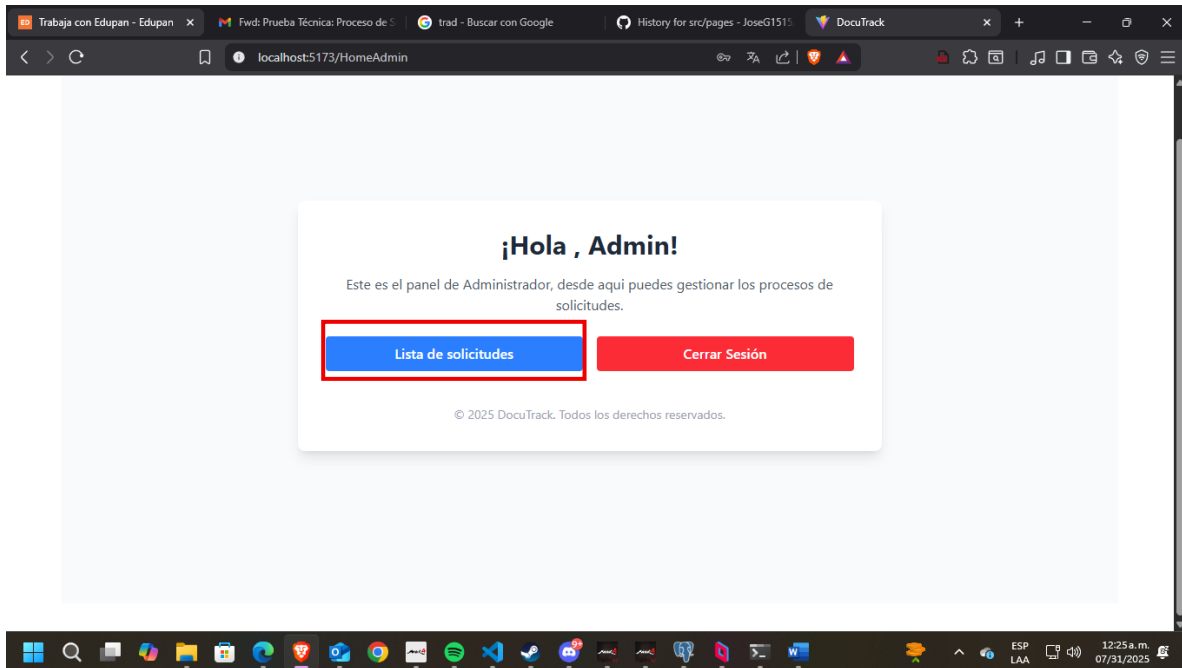 Trabaja con Edupan - Edupan
Fwd: Prueba Técnica: Proceso de S
trad - Buscar con Google
History for src/pages - JoseG1515
DocuTrack
localhost:5173/HomeAdmin
¡Hola , Admin!
Este es el panel de Administrador, desde aqui puedes gestionar los procesos de
solicitudes.
Lista de solicitudes
Cerrar Sesión
© 2025 DocuTrack. Todos los derechos reservados.
ESP
LAA
12:25 a. m.
07/31/2025